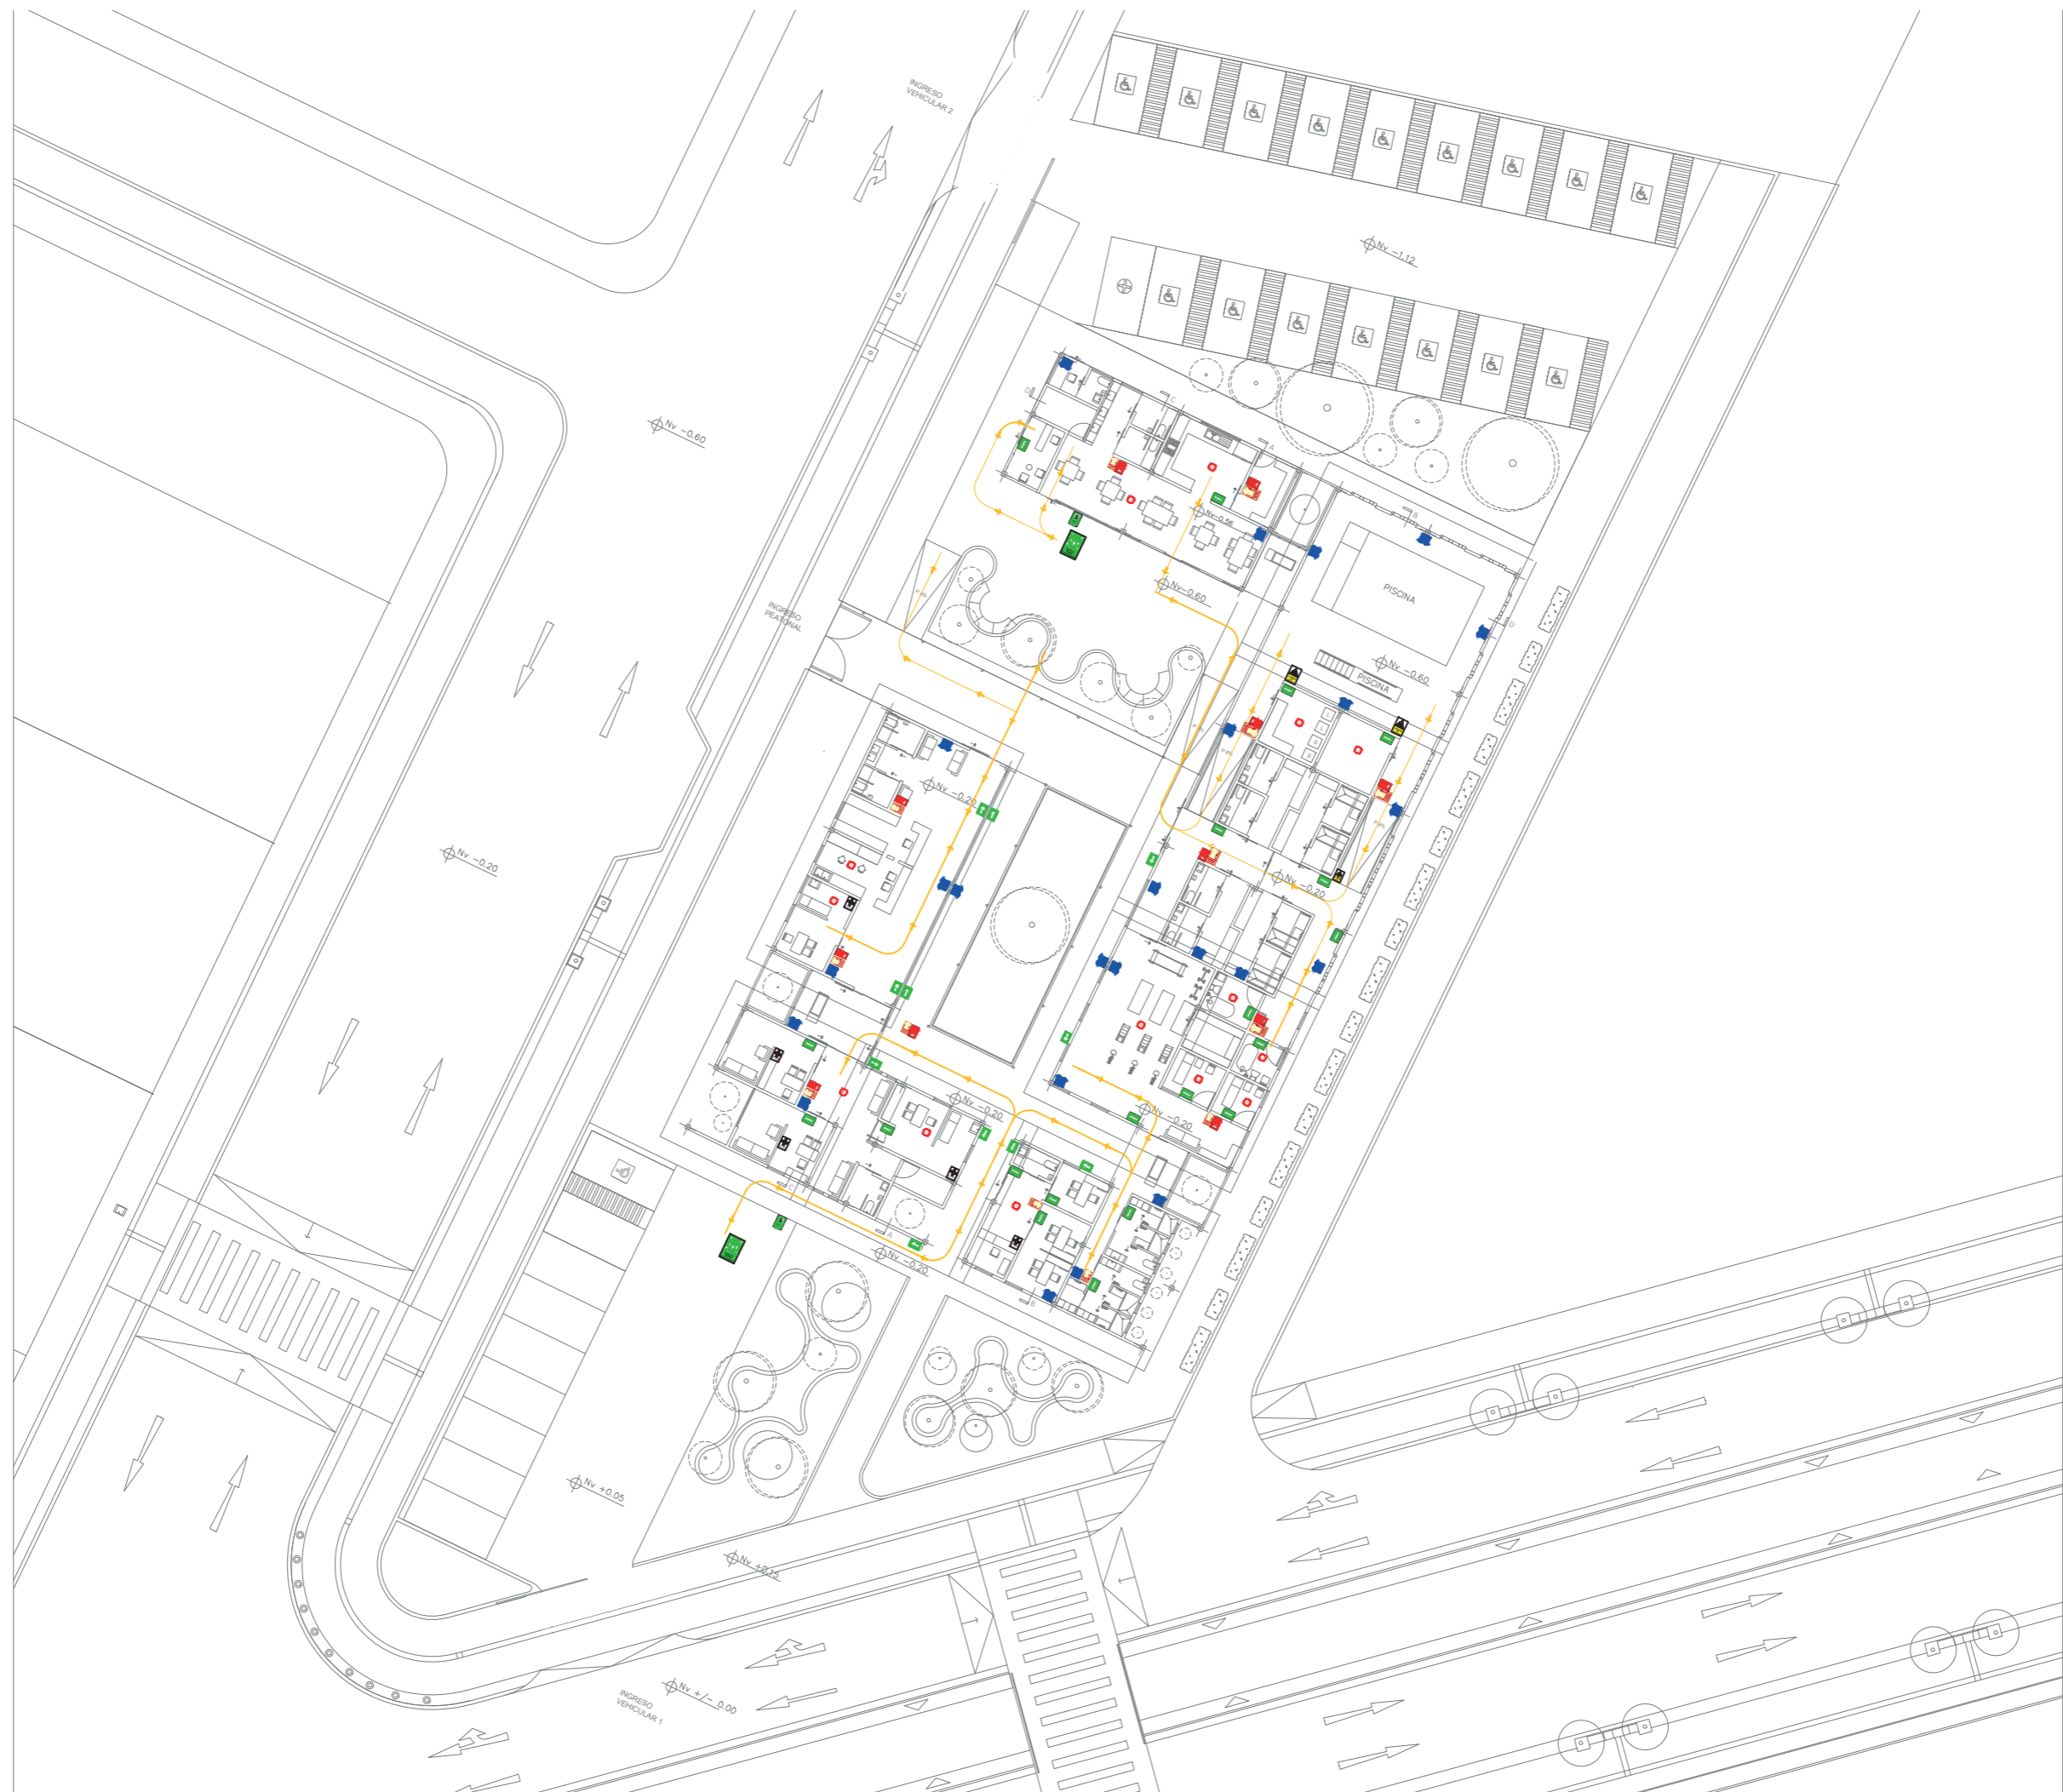 INGRESO
VEHICULAR 2
Nv -1.12
Nv -0.60
D
C
A
Nv-0.56
B
PISCINA
Nv-0.60
INGRESO
PEATONAL
D
Nv -0.60
PISCINA
Nv -0.20
Nv -0.20
Nv -0.20
Nv -0.20
Nv -0.20
C
A
Nv -0.20
B
Nv +0.05
Nv +0.15
INGRESO
VEHICULAR 1
Nv +/- 0.00